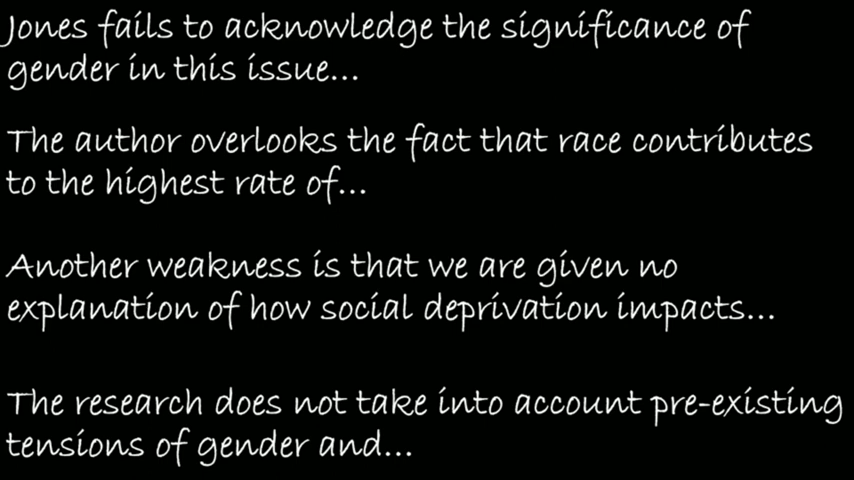 Jones fails to acknowledge the significance of
gender in this issue...
The author overlooks the fact that race contributes
to the highest rate of...
Another weakness is that we are given no
explanation of how social deprivation impacts...
The research does not take into account pre-existing
tensions of gender and...